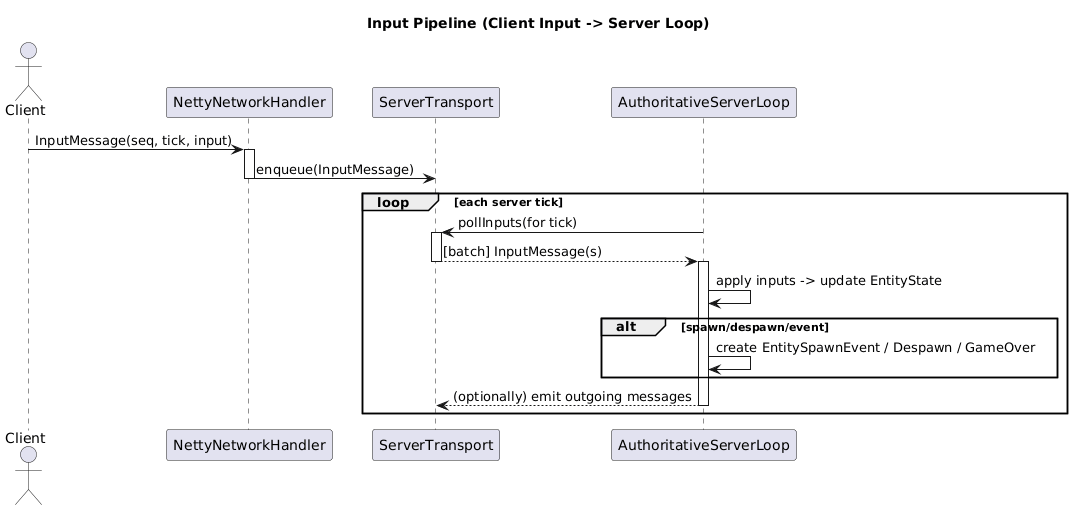 Input Pipeline (Client Input -> Server Loop)
Client
NettyNetworkHandler
ServerTransport
AuthoritativeServerLoop
InputMessage(seq, tick, input)
enqueue(InputMessage)
loop
[each server tick]
pollInputs(for tick)
[batch] InputMessage(s)
apply inputs -> update EntityState
alt
[spawn/despawn/event]
create EntitySpawnEvent / Despawn / GameOver
(optionally) emit outgoing messages
Client
NettyNetworkHandler
ServerTransport
AuthoritativeServerLoop